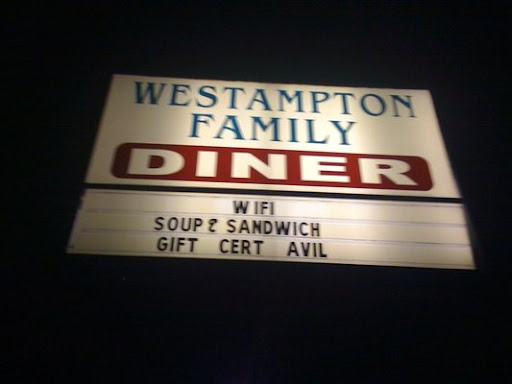 WESTAMPTON
FAMILY
DINER
WIFI
SOUP & SANDWICH
GIFT CERT AVIL